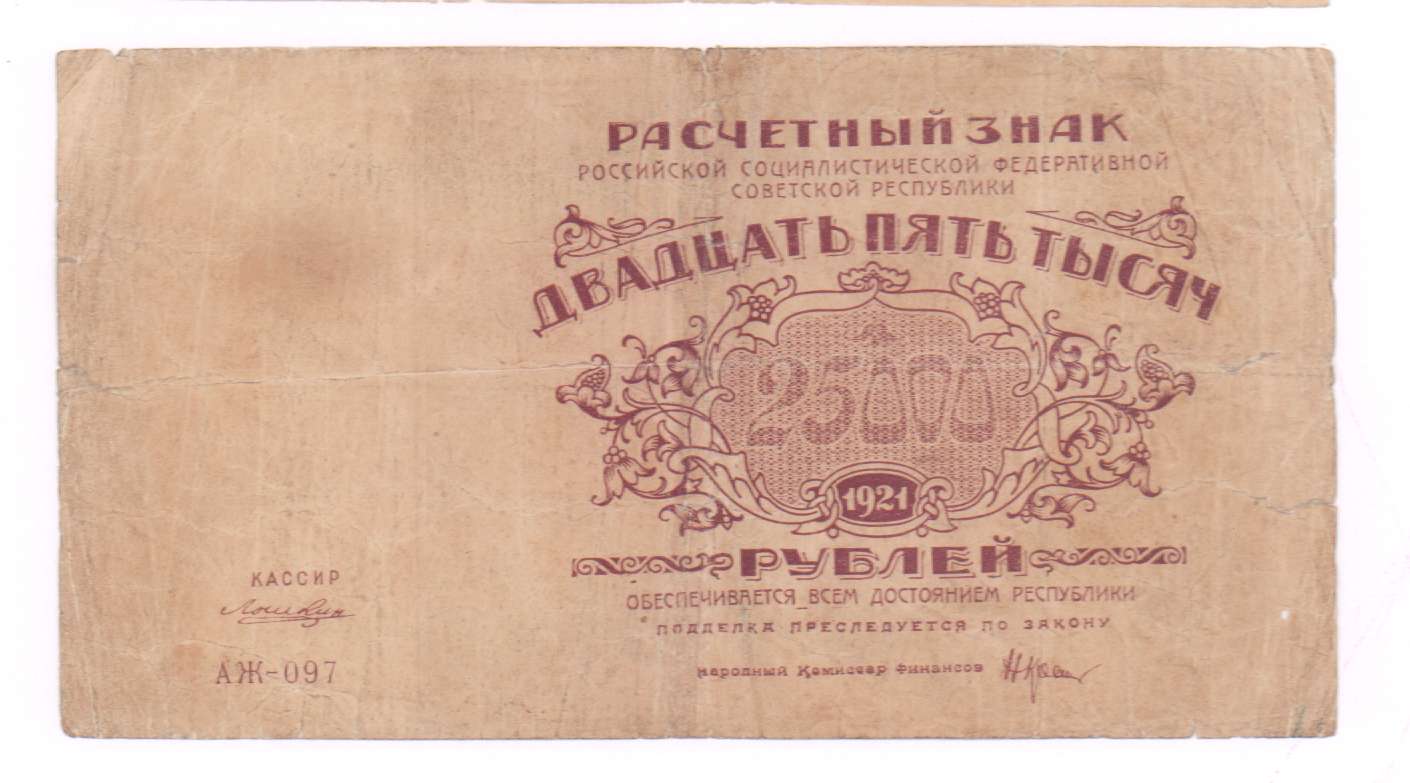 РАСЧЕТНЫЙ ЗНАК
РОССИЙСКОЙ СОЦИАЛИСТИЧЕСКОЙ ФЕДЕРАТИВНОЙ
СОВЕТСКОЙ РЕСПУБЛИКИ
ДВАДЦАТЬ ПЯТЬ ТЫСЯЧ
25000
1921
РУБЛЕЙ
ОБЕСПЕЧИВАЕТСЯ ВСЕМ ДОСТОЯНИЕМ РЕСПУБЛИКИ
ПОДДЕЛКА ПРЕСЛЕДУЕТСЯ ПО ЗАКОНУ
Народный Комиссар Финансов
КАССИР
АЖ-097